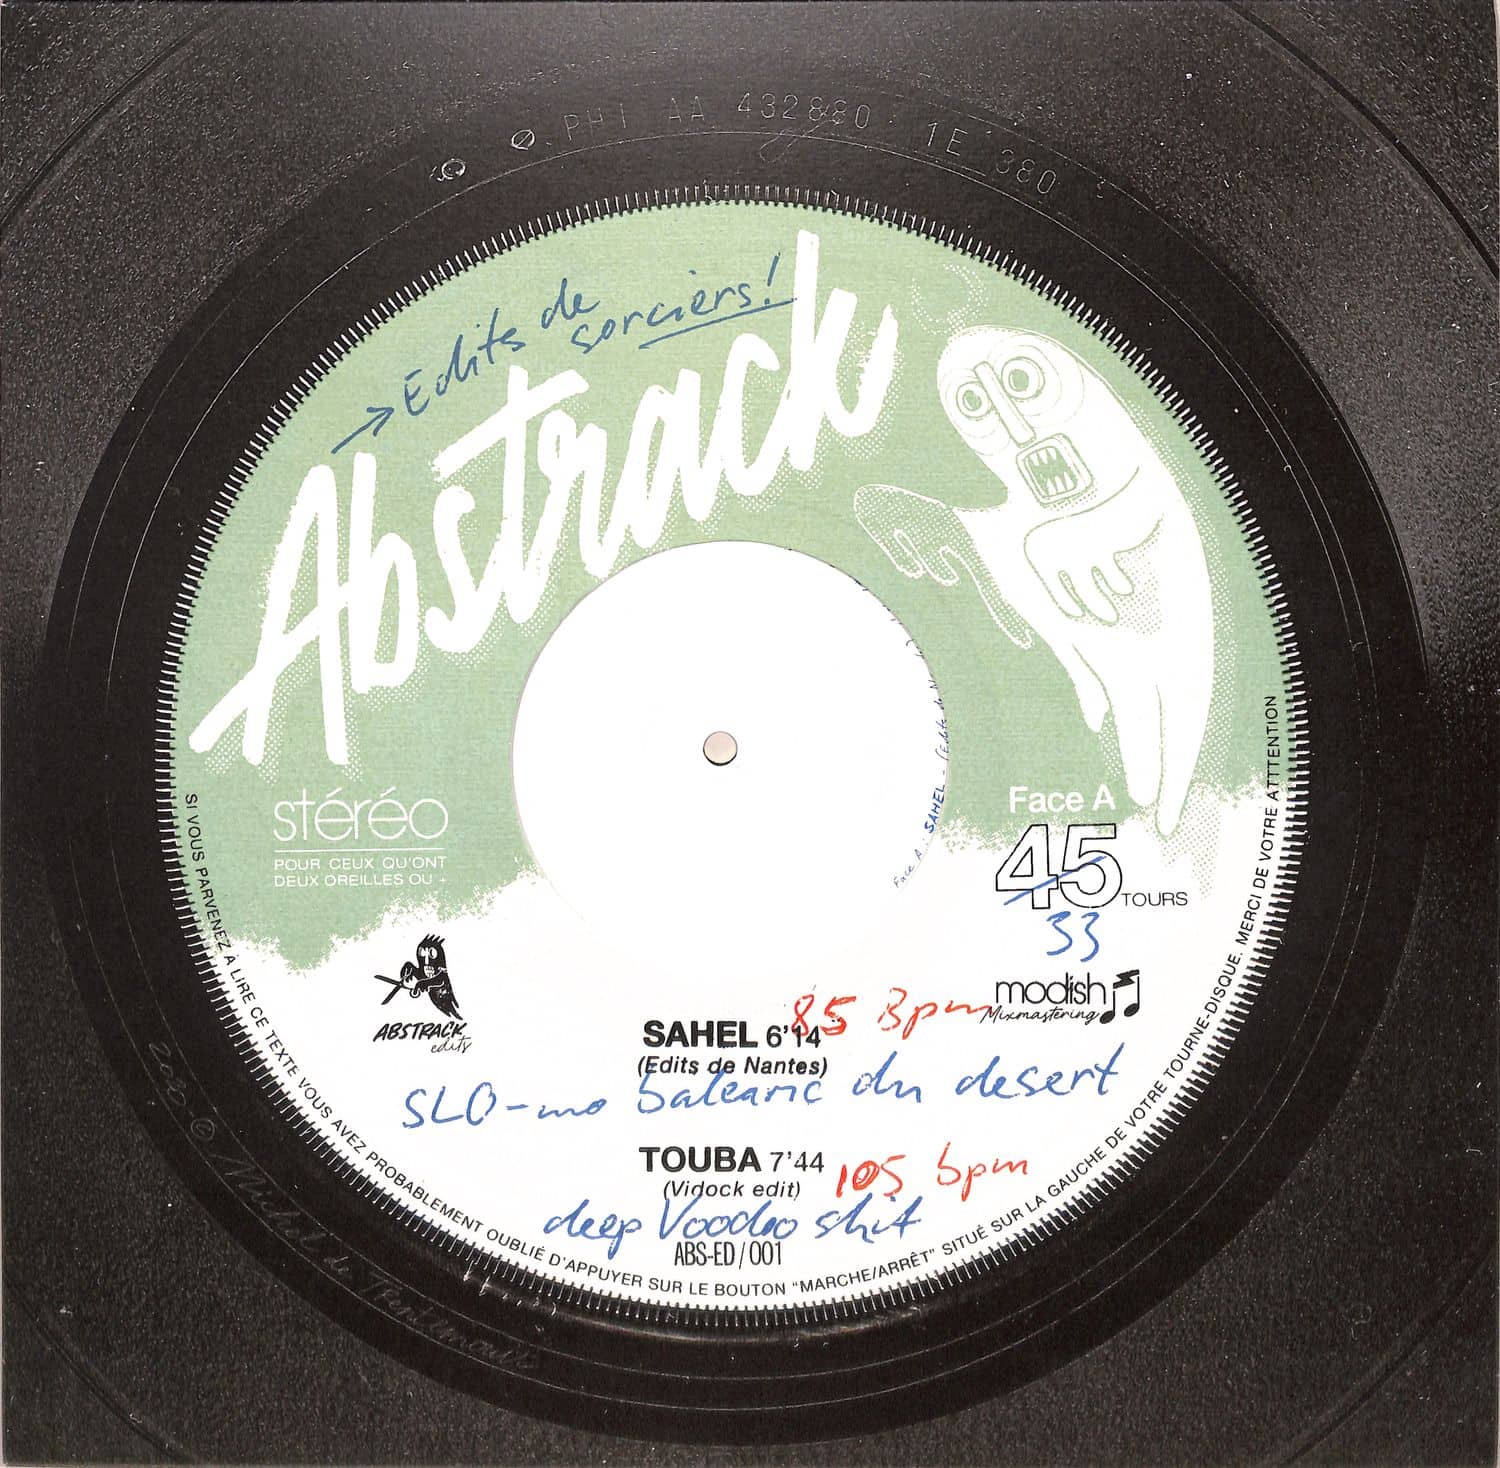 PHI AA 432880 1E 380
→ Edits de
sorciers!
Abstrack
stéréo
POUR CEUX QU'ONT
DEUX OREILLES OU +
Face A
45 TOURS
33
Face A : SAHEL - (Edits de
ABSTRACK
edits
modish
Mixmastering
SAHEL 6'14 85 Bpm
(Edits de Nantes)
SLO-mo balearic du desert
TOUBA 7'44 105 bpm
(Vidock edit)
deep Voodoo shit
ABS-ED/001
SI VOUS PARVENEZ À LIRE CE TEXTE VOUS AVEZ PROBABLEMENT OUBLIÉ D'APPUYER SUR LE BOUTON "MARCHE/ARRÊT" SITUÉ SUR LA GAUCHE DE VOTRE TOURNE-DISQUE. MERCI DE VOTRE ATTTENTION